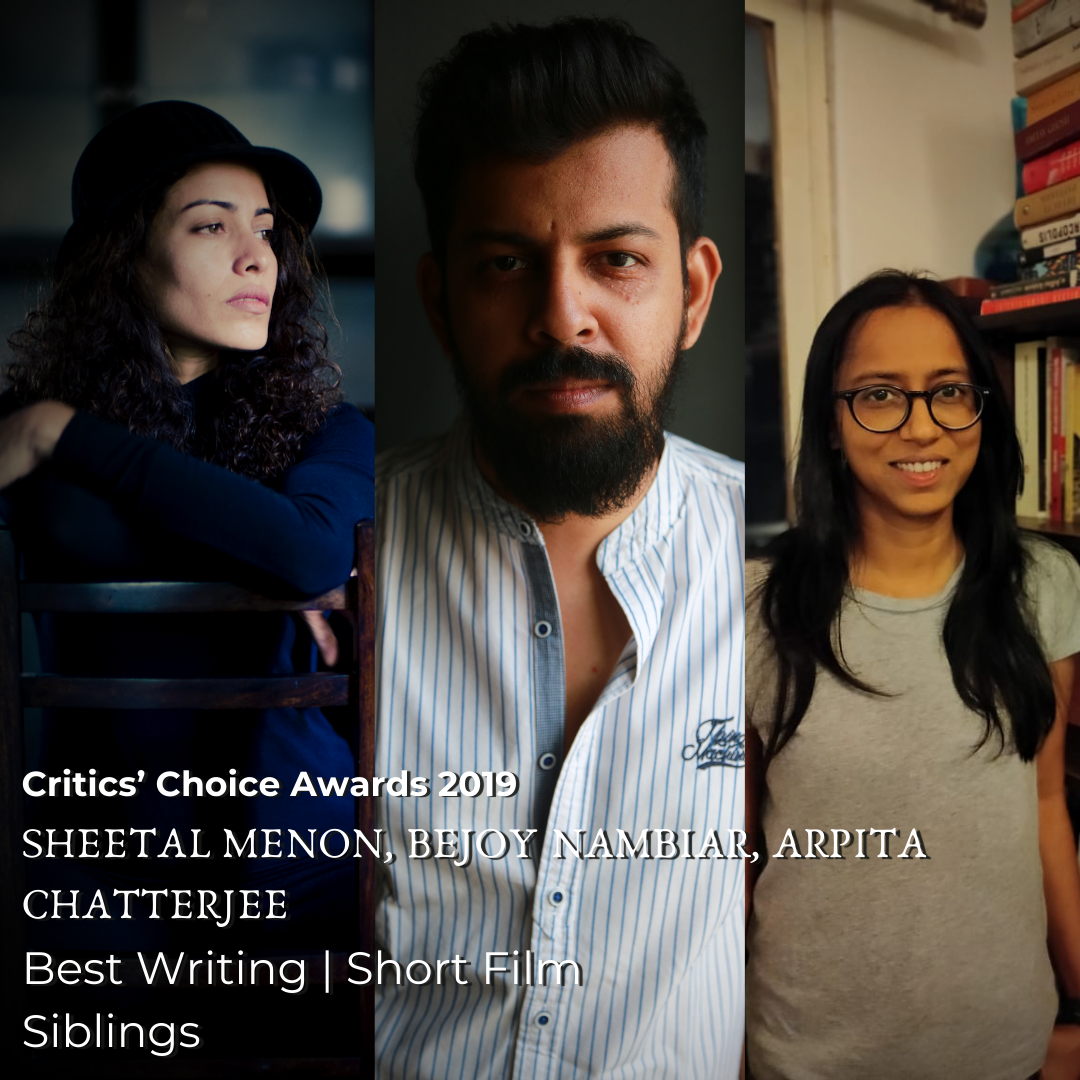 Critics’ Choice Awards 2019
SHEETAL MENON, BEJOY NAMBIAR, ARPITA
CHATTERJEE
Best Writing | Short Film
Siblings